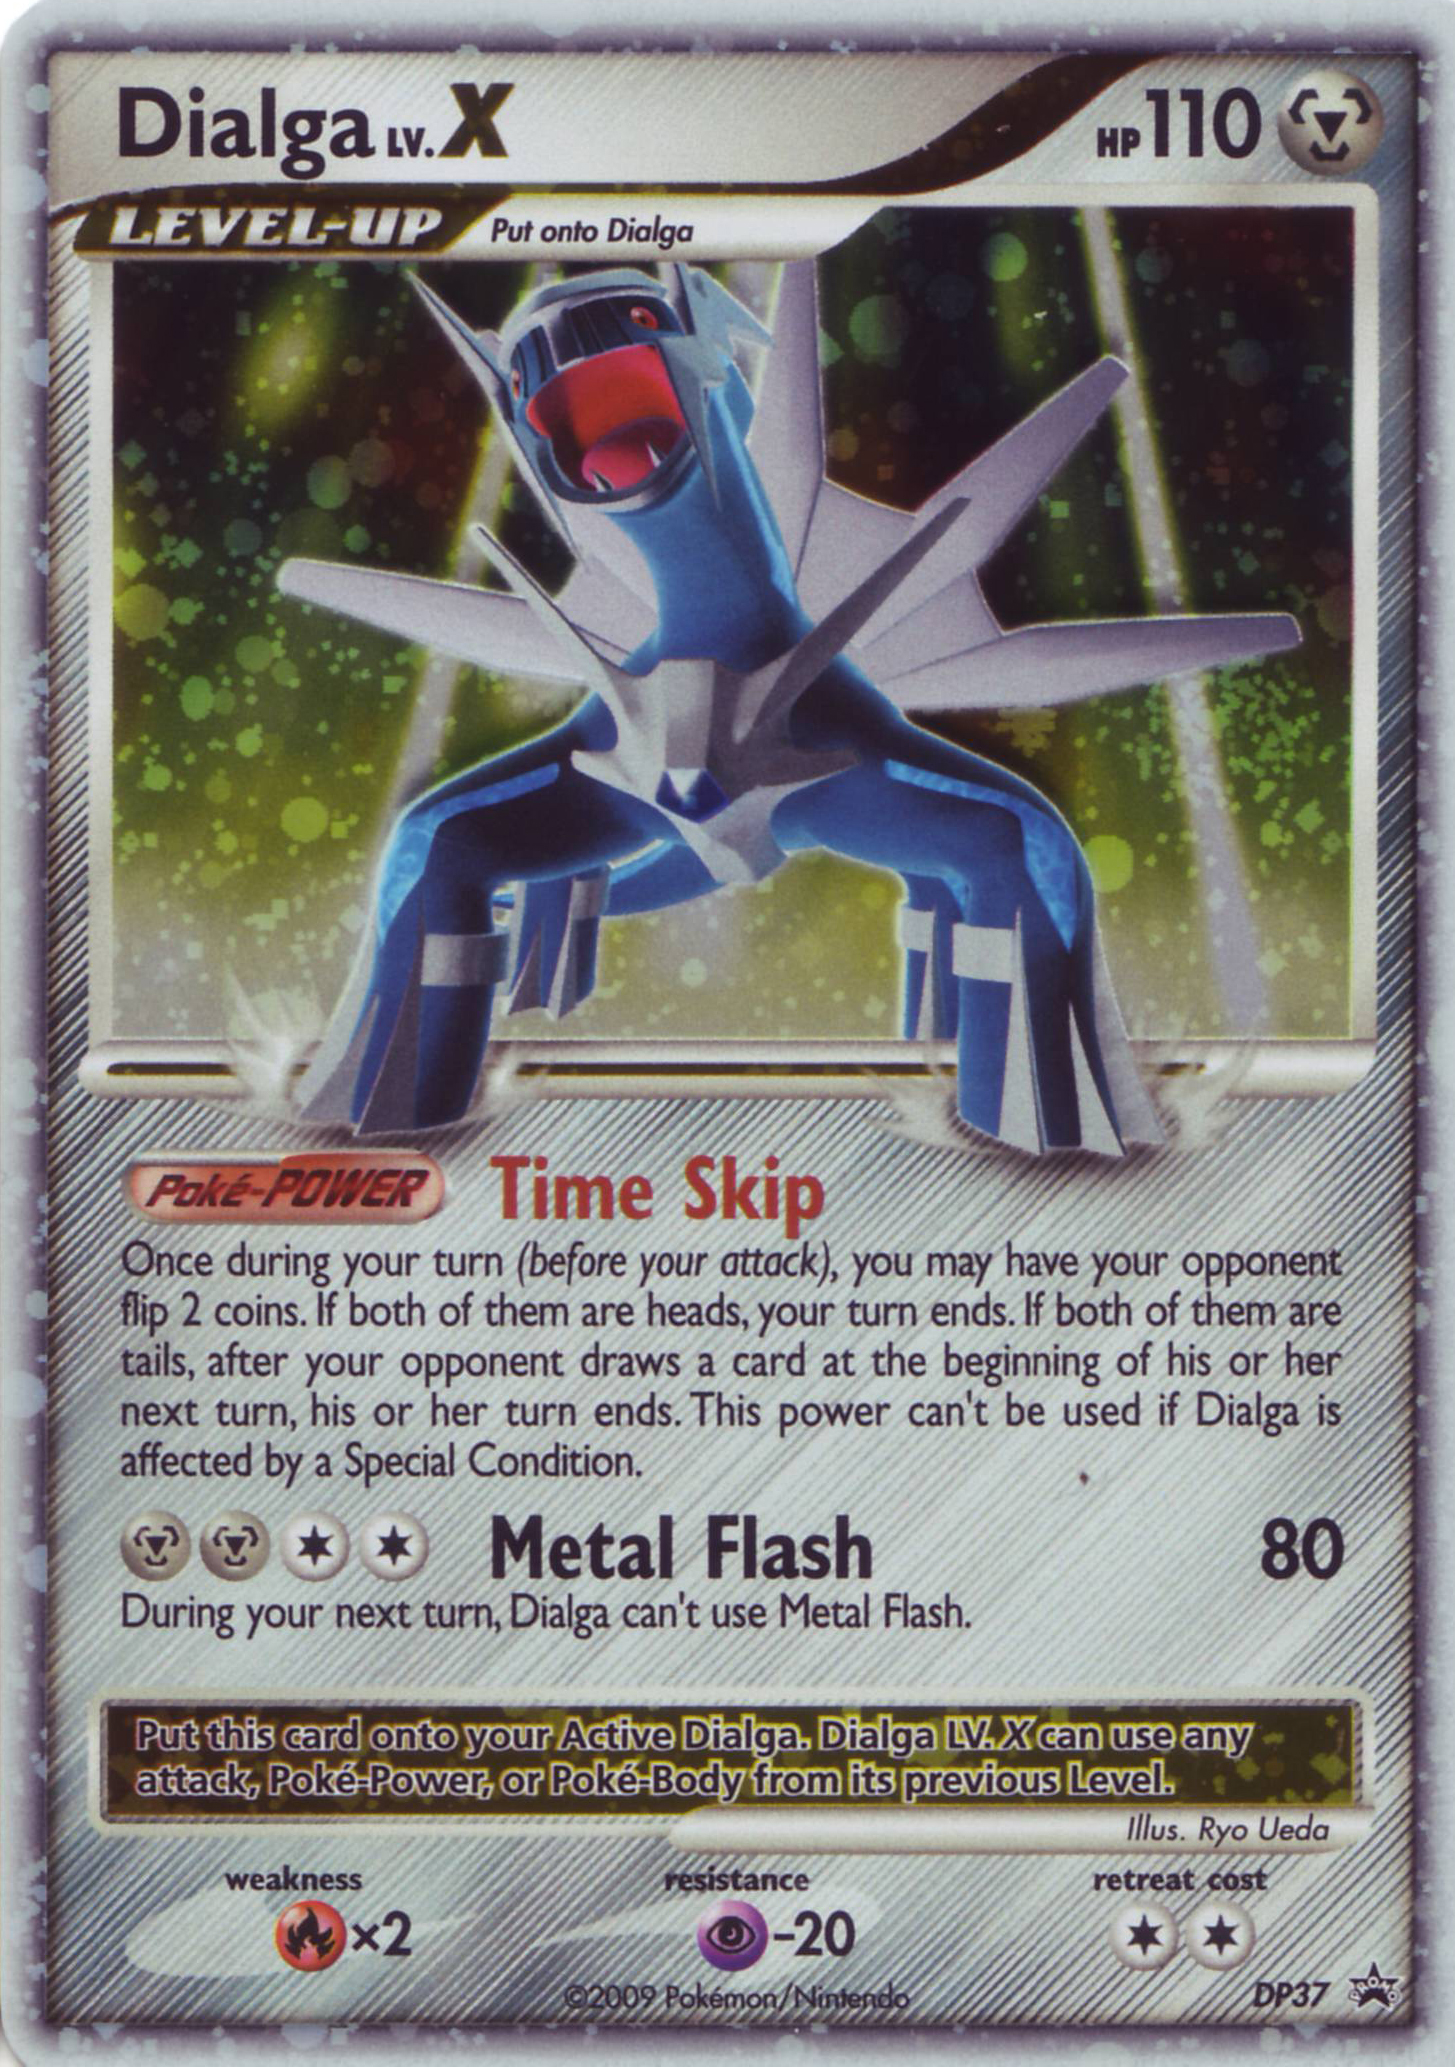 Dialga LV.X HP 110
LEVEL-UP Put onto Dialga
Poké-POWER Time Skip
Once during your turn (before your attack), you may have your opponent
flip 2 coins. If both of them are heads, your turn ends. If both of them are
tails, after your opponent draws a card at the beginning of his or her
next turn, his or her turn ends. This power can't be used if Dialga is
affected by a Special Condition.
Metal Flash 80
During your next turn, Dialga can't use Metal Flash.
Put this card onto your Active Dialga. Dialga LV.X can use any
attack, Poké-Power, or Poké-Body from its previous Level.
Illus. Ryo Ueda
weakness resistance retreat cost
×2 -20
©2009 Pokémon/Nintendo DP37 PROMO